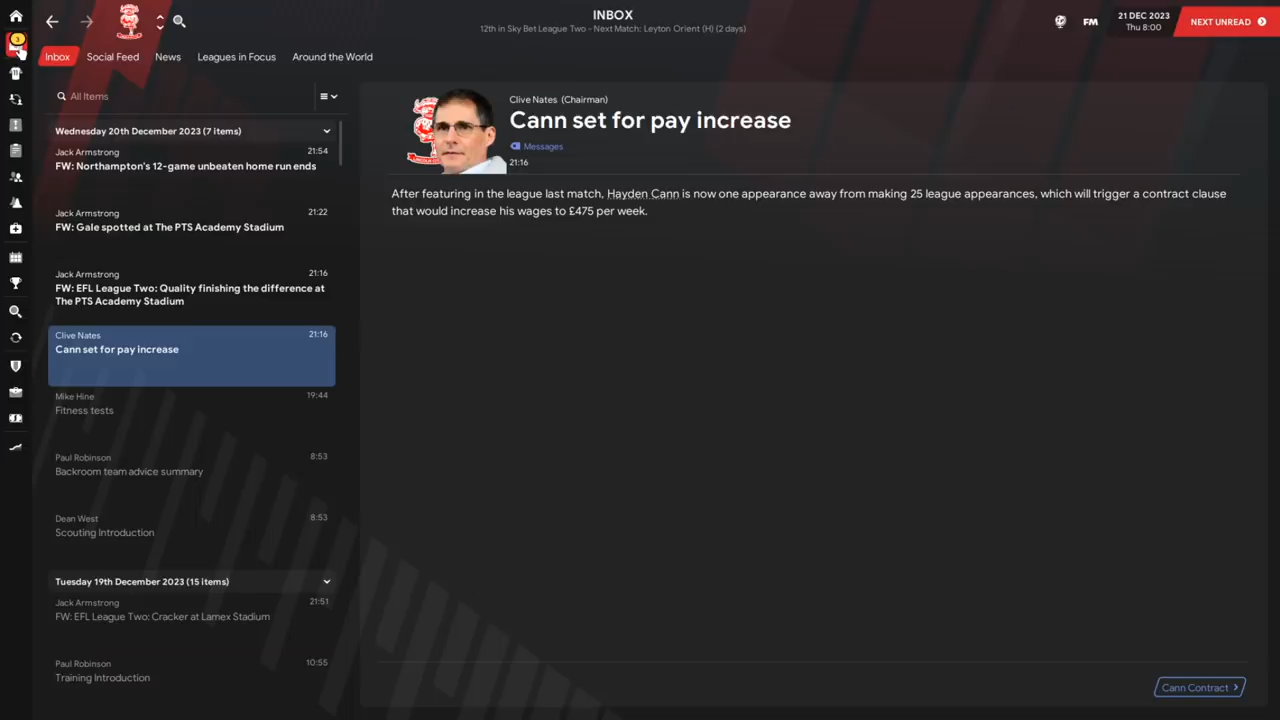 INBOX
12th in Sky Bet League Two - Next Match: Leyton Orient (H) (2 days)
FM
21 DEC 2023
Thu 8:00
NEXT UNREAD
3
Inbox
Social Feed
News
Leagues in Focus
Around the World
All Items
Wednesday 20th December 2023 (7 items)
Jack Armstrong 21:54
FW: Northampton's 12-game unbeaten home run ends
Jack Armstrong 21:22
FW: Gale spotted at The PTS Academy Stadium
Jack Armstrong 21:16
FW: EFL League Two: Quality finishing the difference at
The PTS Academy Stadium
Clive Nates 21:16
Cann set for pay increase
Mike Hine 19:44
Fitness tests
Paul Robinson 8:53
Backroom team advice summary
Dean West 8:53
Scouting Introduction
Tuesday 19th December 2023 (15 items)
Jack Armstrong 21:51
FW: EFL League Two: Cracker at Lamex Stadium
Paul Robinson 10:55
Training Introduction
Clive Nates (Chairman)
Cann set for pay increase
Messages
21:16
After featuring in the league last match, Hayden Cann is now one appearance away from making 25 league appearances, which will trigger a contract clause
that would increase his wages to £475 per week.
Cann Contract